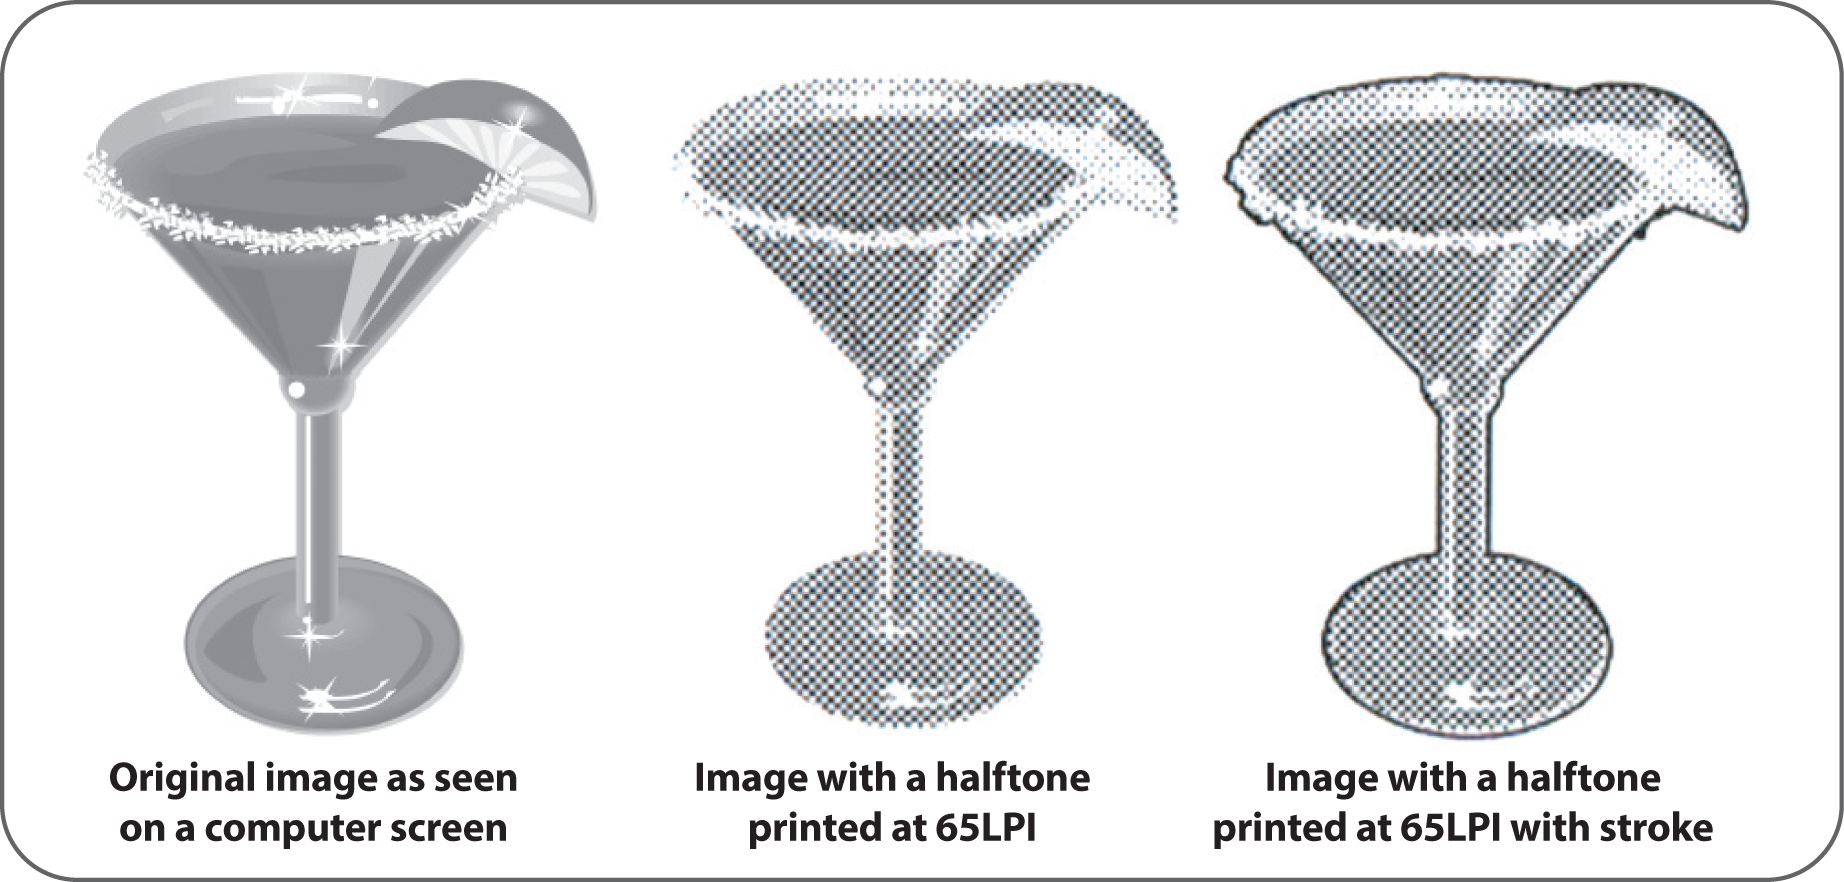 Original image as seen
on a computer screen
Image with a halftone
printed at 65LPI
Image with a halftone
printed at 65LPI with stroke